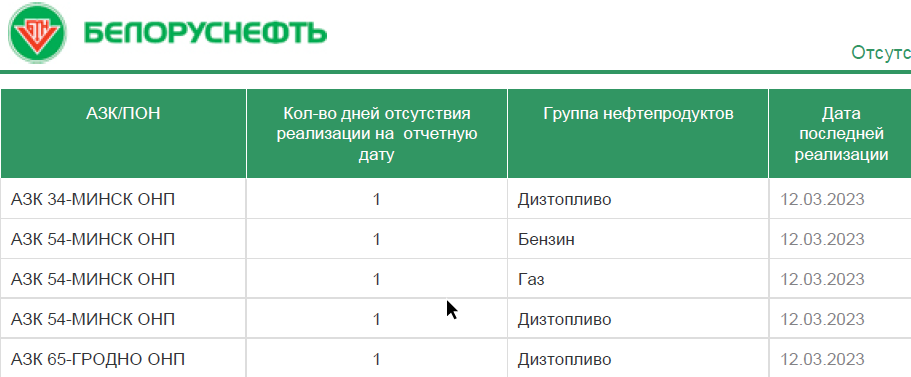 БТН
БЕЛОРУСНЕФТЬ
Отсутс
АЗК/ПОН
Кол-во дней отсутствия
реализации на отчетную
дату
Группа нефтепродуктов
Дата
последней
реализации
АЗК 34-МИНСК ОНП 1 Дизтопливо 12.03.2023
АЗК 54-МИНСК ОНП 1 Бензин 12.03.2023
АЗК 54-МИНСК ОНП 1 Газ 12.03.2023
АЗК 54-МИНСК ОНП 1 Дизтопливо 12.03.2023
АЗК 65-ГРОДНО ОНП 1 Дизтопливо 12.03.2023